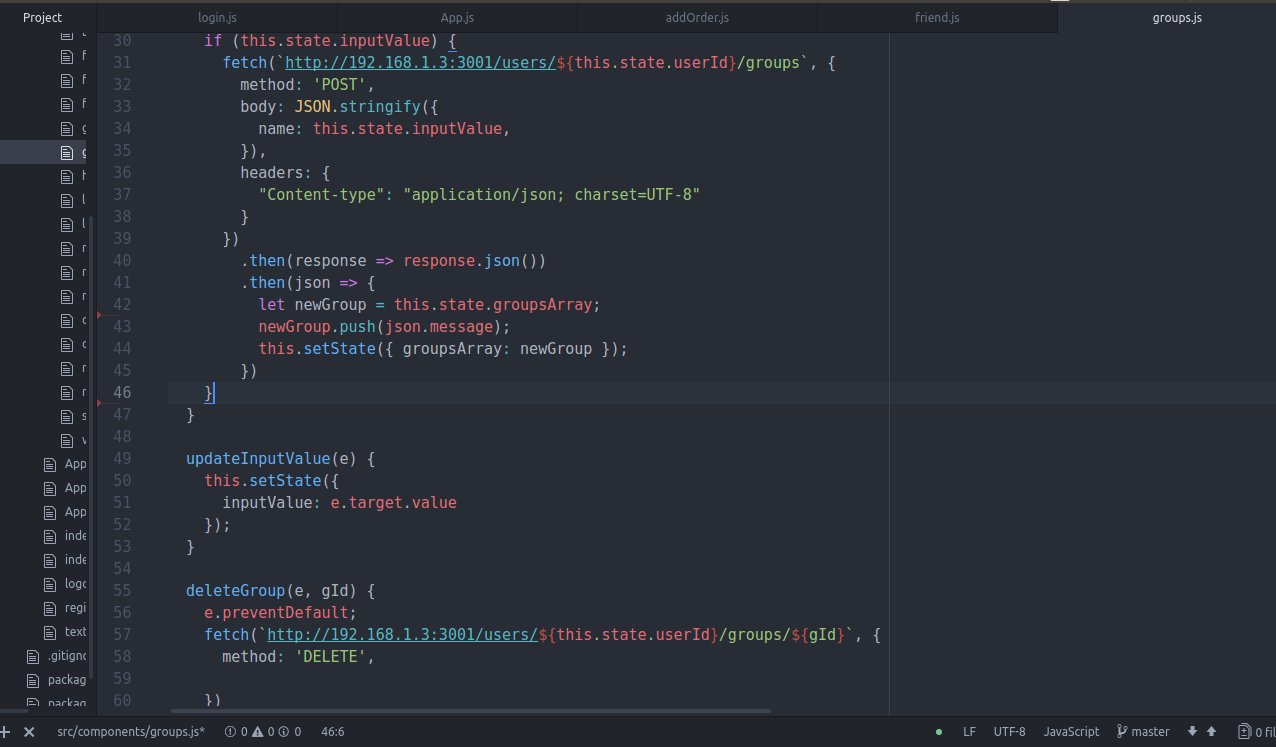 Project
login.js
App.js
addOrder.js
friend.js
groups.js
30 if (this.state.inputValue) {
31 fetch(`http://192.168.1.3:3001/users/${this.state.userId}/groups`, {
32 method: 'POST',
33 body: JSON.stringify({
34 name: this.state.inputValue,
35 }),
36 headers: {
37 "Content-type": "application/json; charset=UTF-8"
38 }
39 })
40 .then(response => response.json())
41 .then(json => {
42 let newGroup = this.state.groupsArray;
43 newGroup.push(json.message);
44 this.setState({ groupsArray: newGroup });
45 })
46 }
47 }
48
49 updateInputValue(e) {
50 this.setState({
51 inputValue: e.target.value
52 });
53 }
54
55 deleteGroup(e, gId) {
56 e.preventDefault;
57 fetch(`http://192.168.1.3:3001/users/${this.state.userId}/groups/${gId}`, {
58 method: 'DELETE',
59
60 })
App
App
App
inde
inde
logo
regi
text
.gitigno
packag
packag
src/components/groups.js* 0 0 0 46:6
LF UTF-8 JavaScript master 0 fil